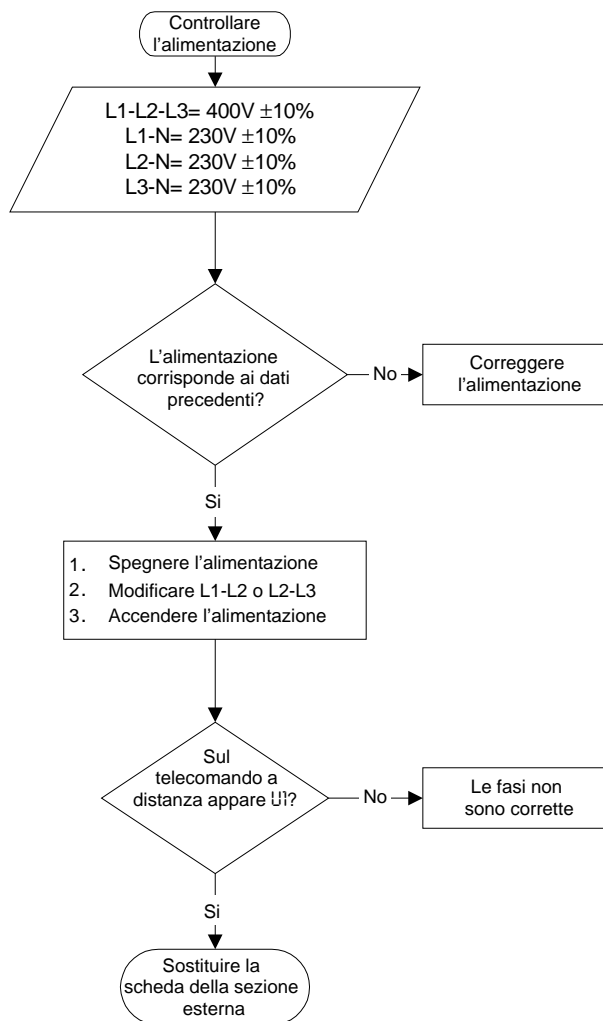 Controllare
l'alimentazione
L1-L2-L3= 400V ±10%
L1-N= 230V ±10%
L2-N= 230V ±10%
L3-N= 230V ±10%
L'alimentazione
corrisponde ai dati
precedenti?
No
Correggere
l'alimentazione
Si
1. Spegnere l'alimentazione
2. Modificare L1-L2 o L2-L3
3. Accendere l'alimentazione
Sul
telecomando a
distanza appare U1?
No
Le fasi non
sono corrette
Si
Sostituire la
scheda della sezione
esterna